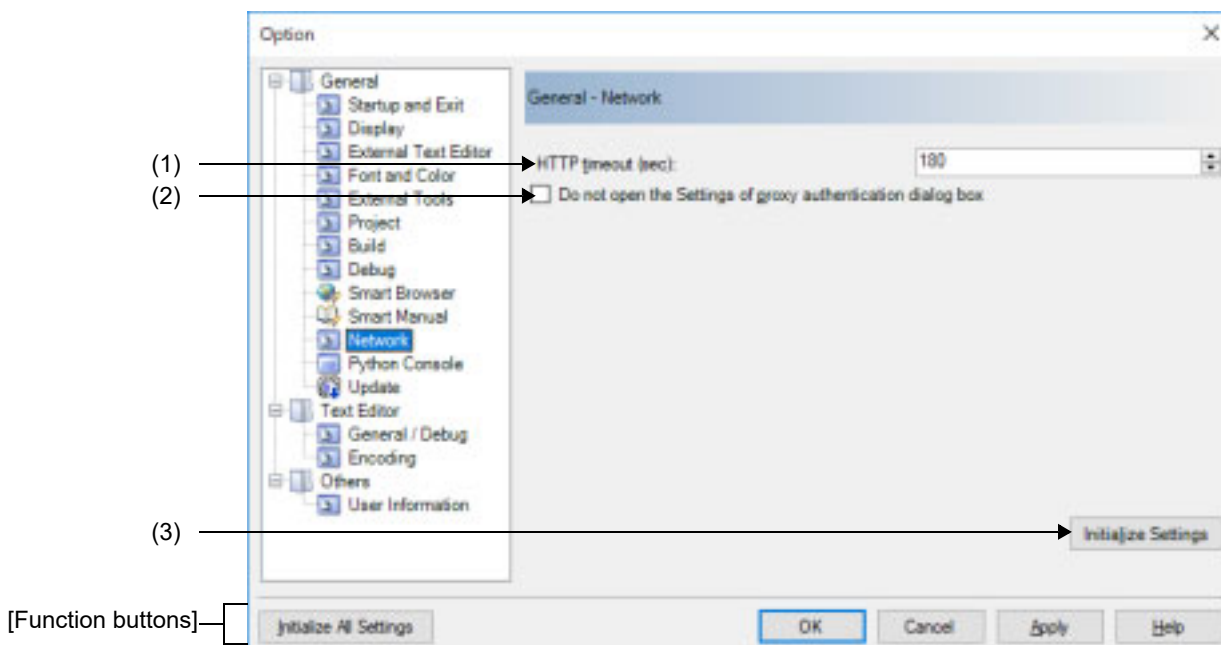 Option
General
Startup and Exit
Display
External Text Editor
Font and Color
External Tools
Project
Build
Debug
Smart Browser
Smart Manual
Network
Python Console
Update
Text Editor
General / Debug
Encoding
Others
User Information
General - Network
(1)
HTTP timeout (sec):
180
(2)
Do not open the Settings of proxy authentication dialog box
(3)
Initialize Settings
[Function buttons]
Initialize All Settings
OK
Cancel
Apply
Help